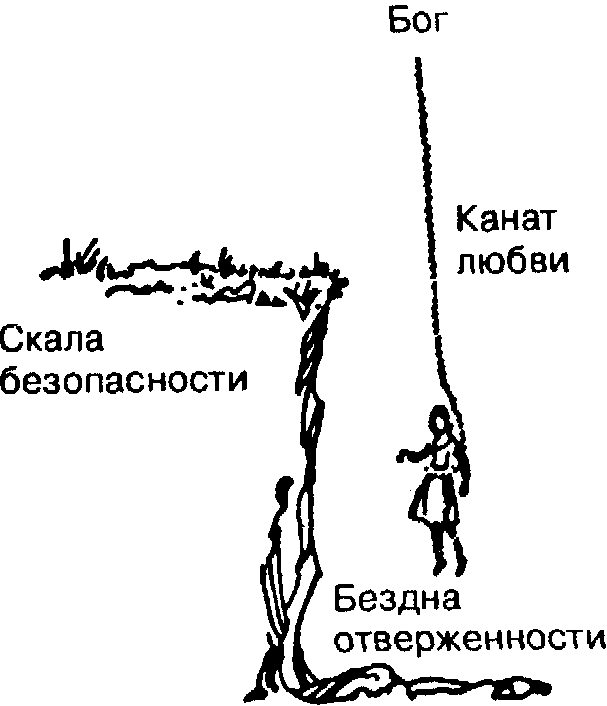 Бог
Канат
любви
Скала
безопасности
Бездна
отверженности